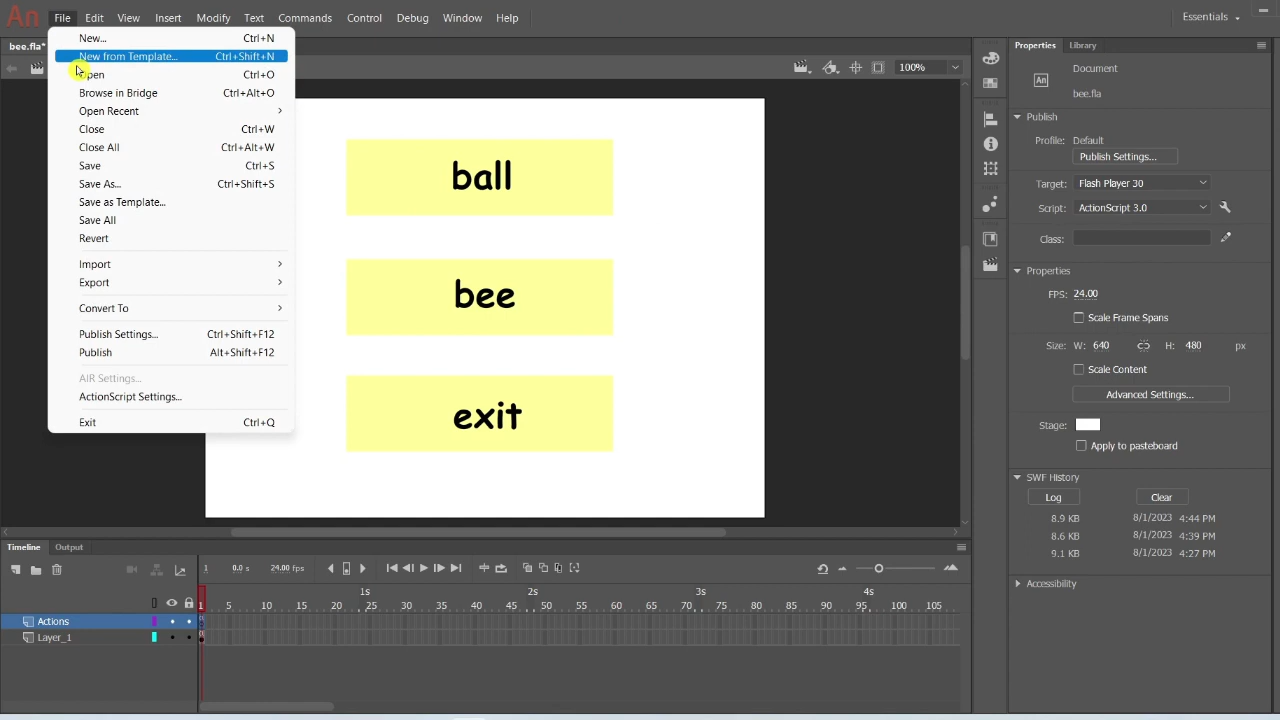 An File Edit View Insert Modify Text Commands Control Debug Window Help Essentials
bee.fla*
New... Ctrl+N
New from Template... Ctrl+Shift+N
Open Ctrl+O
Browse in Bridge Ctrl+Alt+O
Open Recent
Close Ctrl+W
Close All Ctrl+Alt+W
Save Ctrl+S
Save As... Ctrl+Shift+S
Save as Template...
Save All
Revert
Import
Export
Convert To
Publish Settings... Ctrl+Shift+F12
Publish Alt+Shift+F12
AIR Settings...
ActionScript Settings...
Exit Ctrl+Q
100%
ball
bee
exit
Properties Library
An Document
bee.fla
Publish
Profile: Default
Publish Settings...
Target: Flash Player 30
Script: ActionScript 3.0
Class:
Properties
FPS: 24.00
Scale Frame Spans
Size: W: 640 H: 480 px
Scale Content
Advanced Settings...
Stage:
Apply to pasteboard
SWF History
Log Clear
8.9 KB 8/1/2023 4:44 PM
8.6 KB 8/1/2023 4:39 PM
9.1 KB 8/1/2023 4:27 PM
Accessibility
Timeline Output
1 0.0 s 24.00 fps
1s 2s 3s 4s
1 5 10 15 20 25 30 35 40 45 50 55 60 65 70 75 80 85 90 95 100 105
Actions
Layer_1